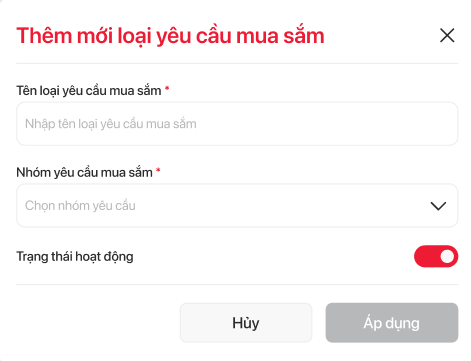 Thêm mới loại yêu cầu mua sắm
Tên loại yêu cầu mua sắm *
Nhập tên loại yêu cầu mua sắm
Nhóm yêu cầu mua sắm *
Chọn nhóm yêu cầu
Trạng thái hoạt động
Hủy
Áp dụng